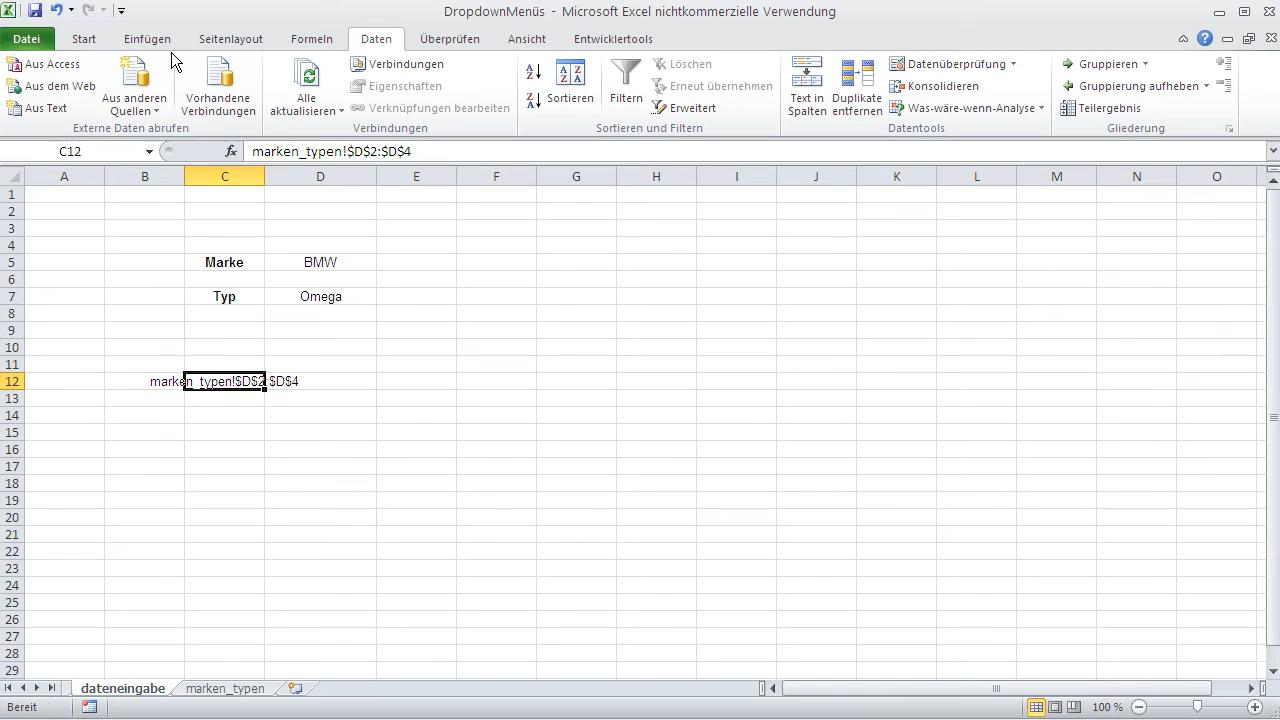 DropdownMenüs - Microsoft Excel nichtkommerzielle Verwendung
Datei Start Einfügen Seitenlayout Formeln Daten Überprüfen Ansicht Entwicklertools
Aus Access
Aus dem Web
Aus Text
Aus anderen
Quellen
Vorhandene
Verbindungen
Externe Daten abrufen
Alle
aktualisieren
Verbindungen
Eigenschaften
Verknüpfungen bearbeiten
Verbindungen
Sortieren
Filtern
Löschen
Erneut übernehmen
Erweitert
Sortieren und Filtern
Text in
Spalten
Duplikate
entfernen
Datenüberprüfung
Konsolidieren
Was-wäre-wenn-Analyse
Datentools
Gruppieren
Gruppierung aufheben
Teilergebnis
Gliederung
C12 fx marken_typen!$D$2:$D$4
A B C D E F G H I J K L M N O
1
2
3
4
5 Marke BMW
6
7 Typ Omega
8
9
10
11
12 marken_typen!$D$2:$D$4
13
14
15
16
17
18
19
20
21
22
23
24
25
26
27
28
29
dateneingabe marken_typen
Bereit 100 %